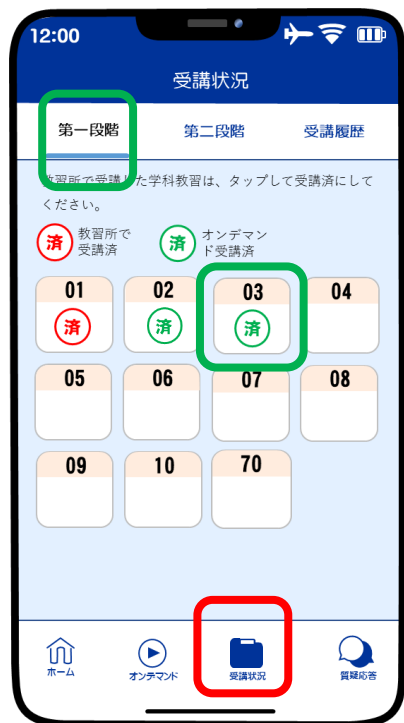 12:00
受講状況
第一段階 第二段階 受講履歴
教習所で受講した学科教習は、タップして受講済にして
ください。
済 教習所で
受講済
済 オンデマン
ド受講済
01 02 03 04
済 済 済
05 06 07 08
09 10 70
ホーム オンデマンド 受講状況 質疑応答